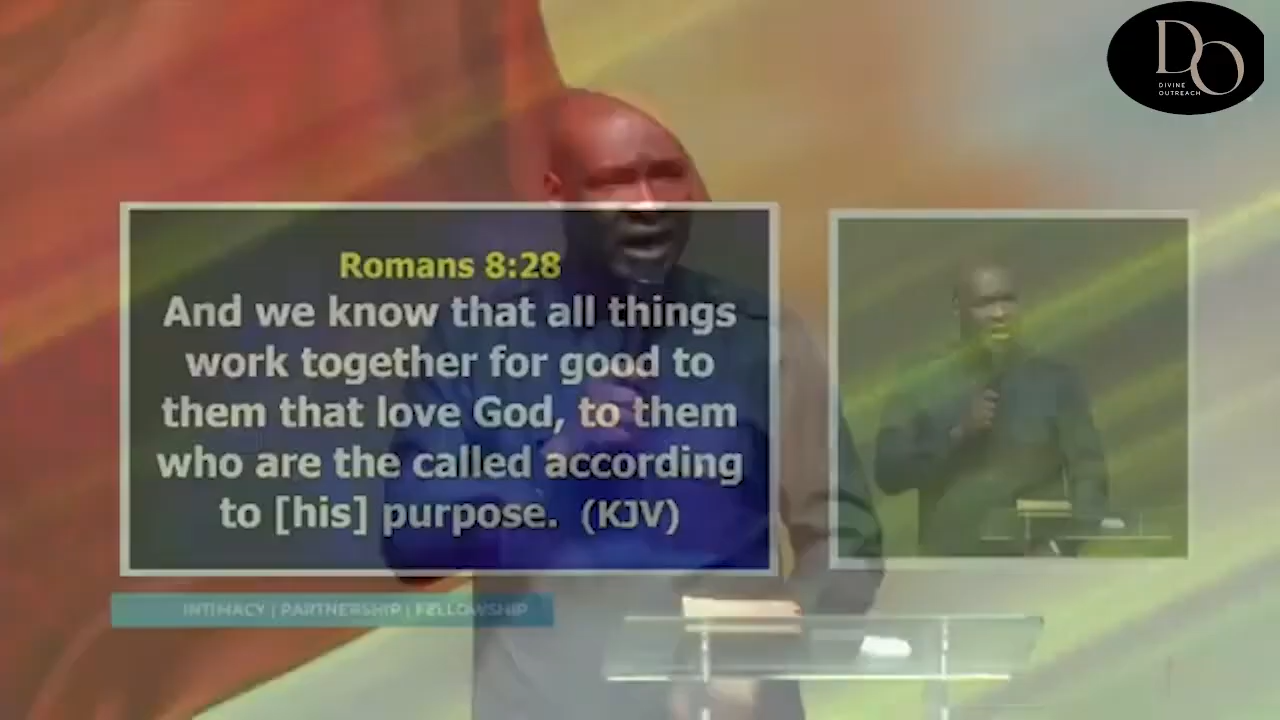 DO
DIVINE
OUTREACH
Romans 8:28
And we know that all things
work together for good to
them that love God, to them
who are the called according
to [his] purpose. (KJV)
INTIMACY | PARTNERSHIP | FELLOWSHIP